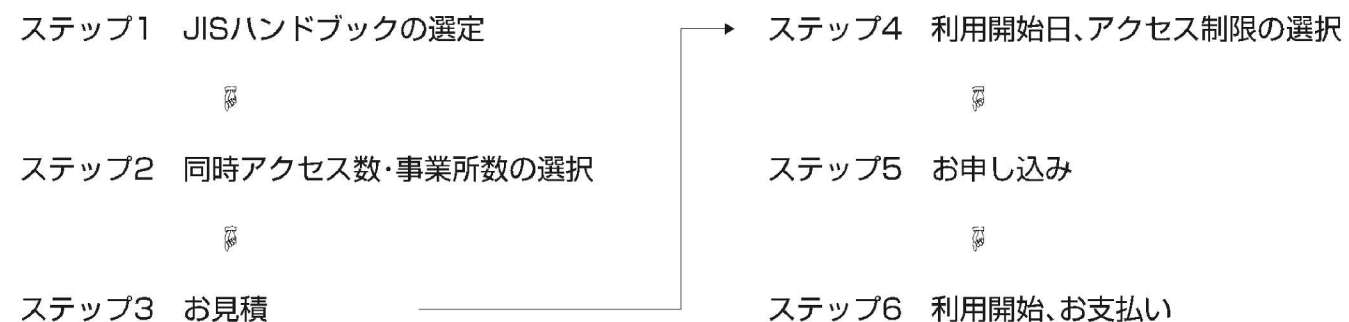 ステップ1 JISハンドブックの選定
ステップ2 同時アクセス数・事業所数の選択
ステップ3 お見積
ステップ4 利用開始日、アクセス制限の選択
ステップ5 お申し込み
ステップ6 利用開始、お支払い